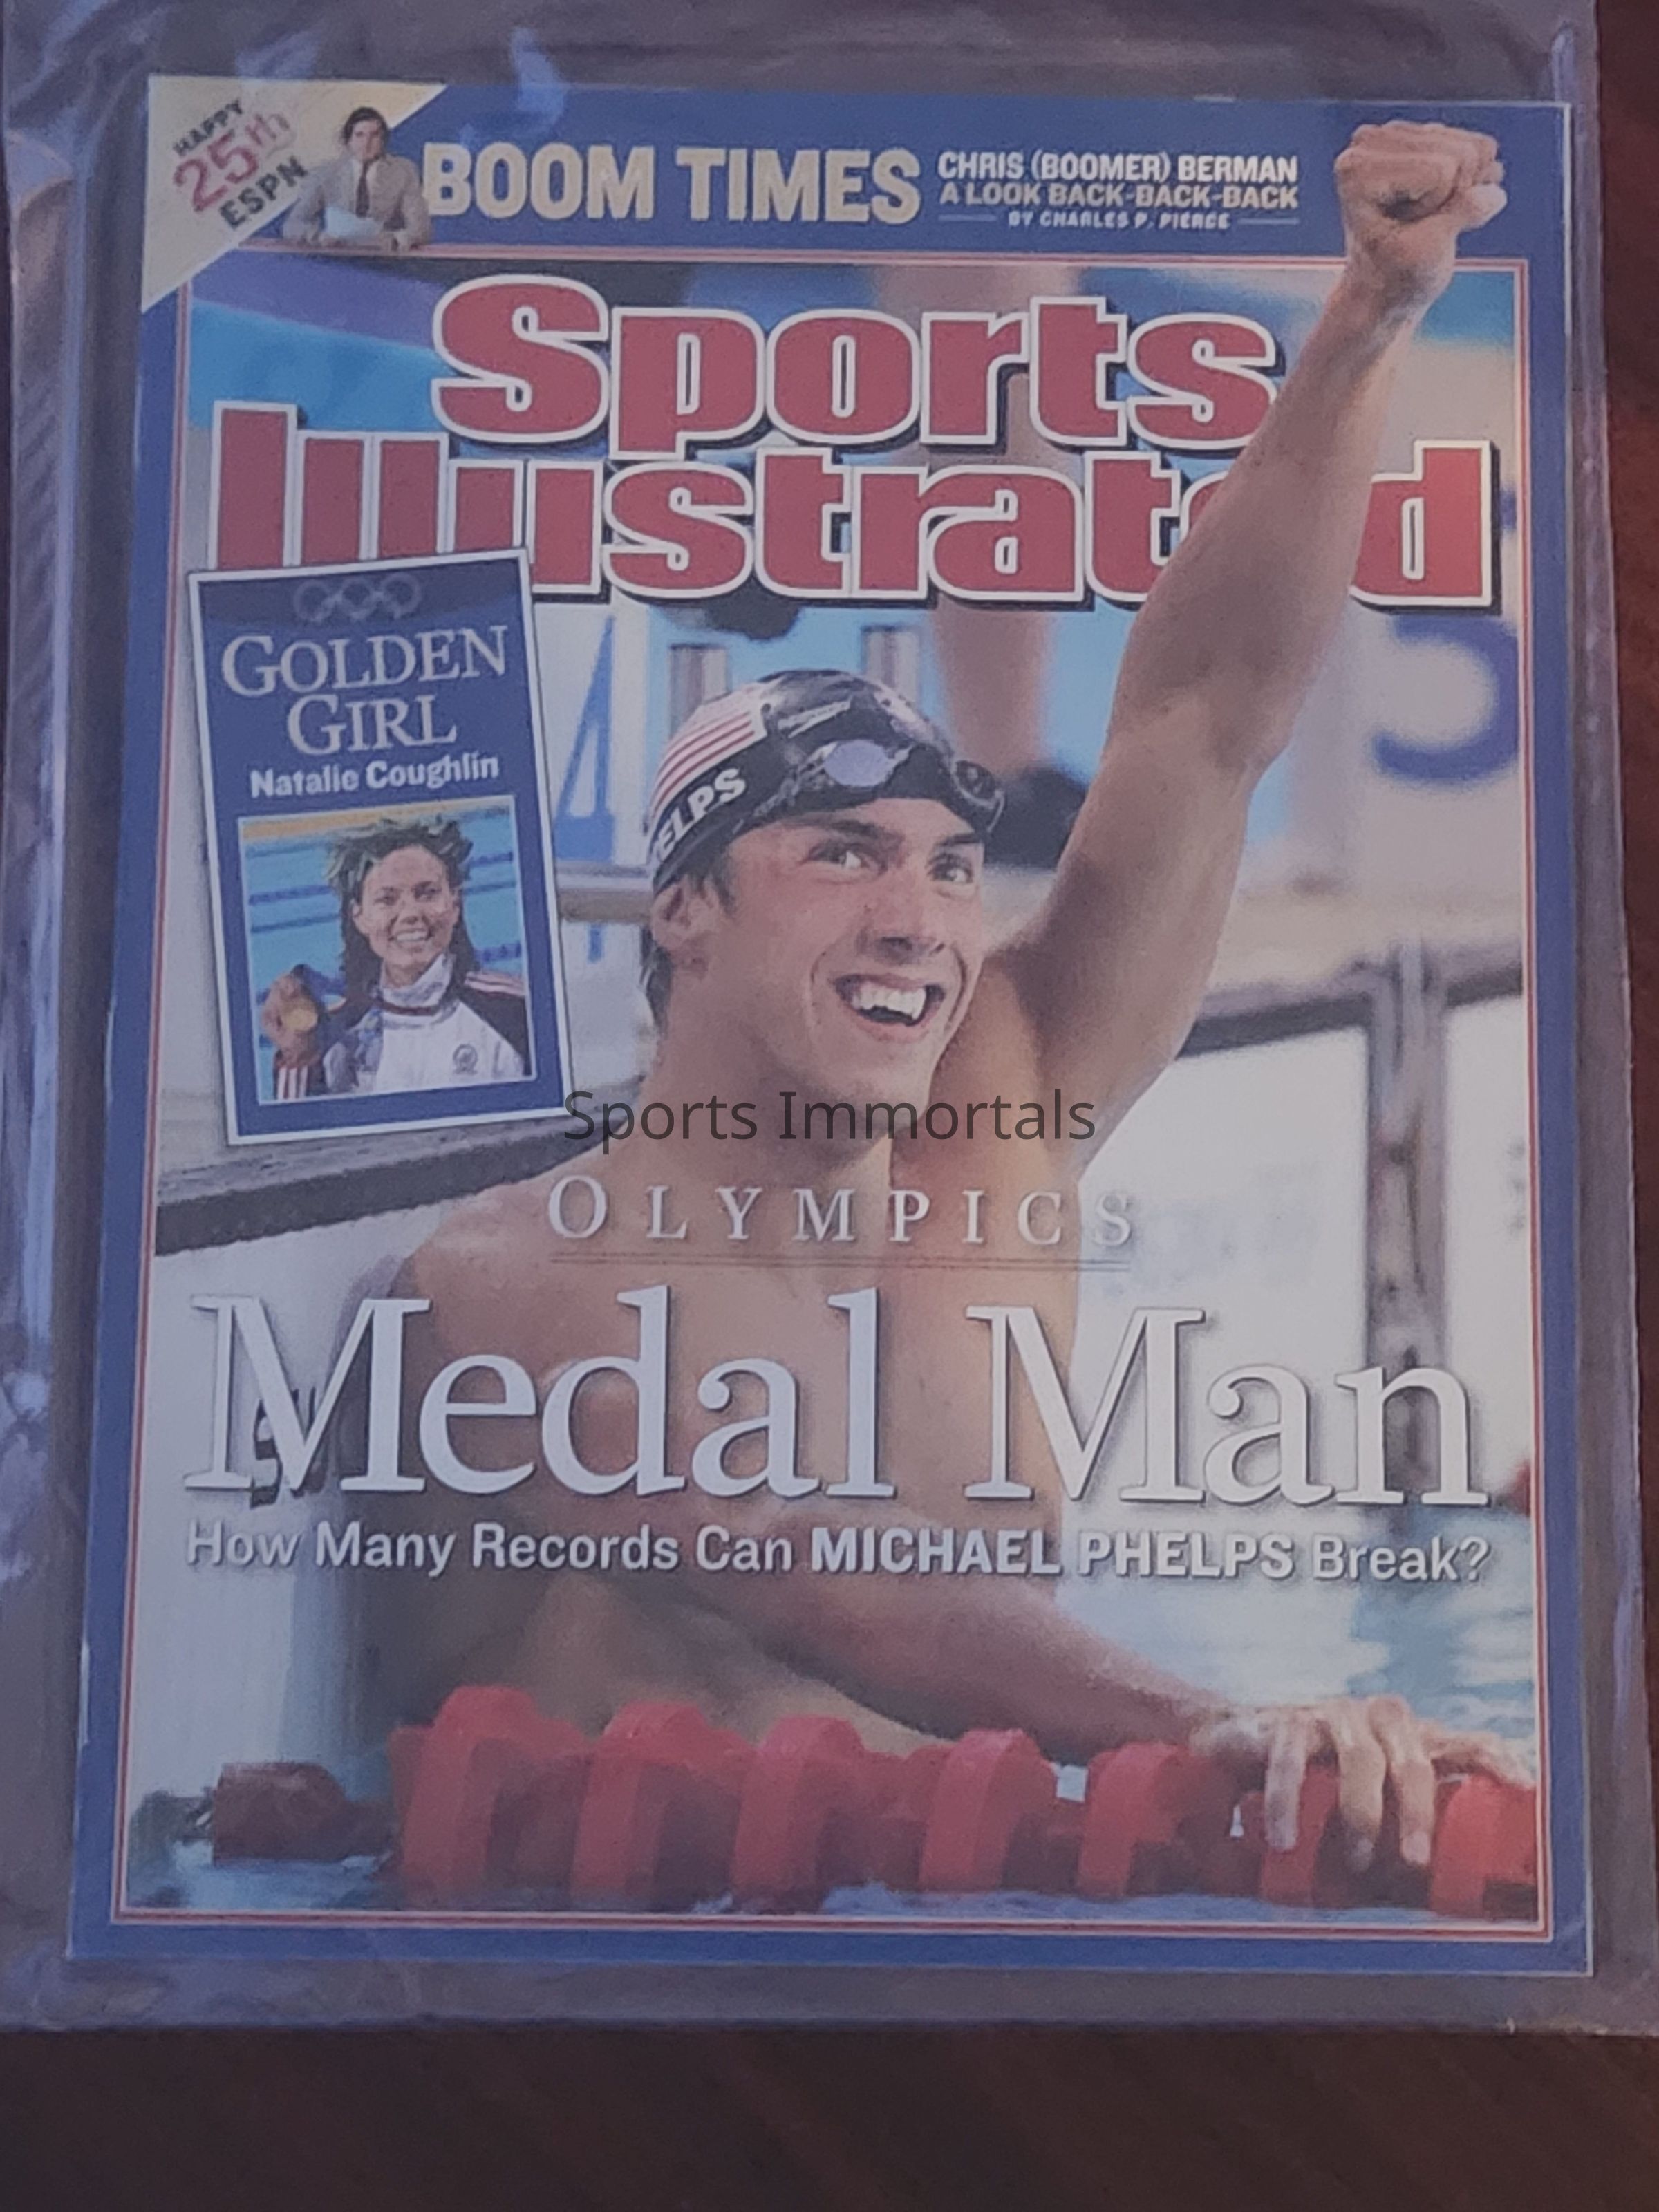 HAPPY
25th
ESPN
BOOM TIMES
CHRIS (BOOMER) BERMAN
A LOOK BACK-BACK-BACK
BY CHARLES P. PIERCE
Sports
Illustrated
GOLDEN
GIRL
Natalie Coughlin
ELPS
Sports Immortals
OLYMPICS
Medal Man
How Many Records Can MICHAEL PHELPS Break?